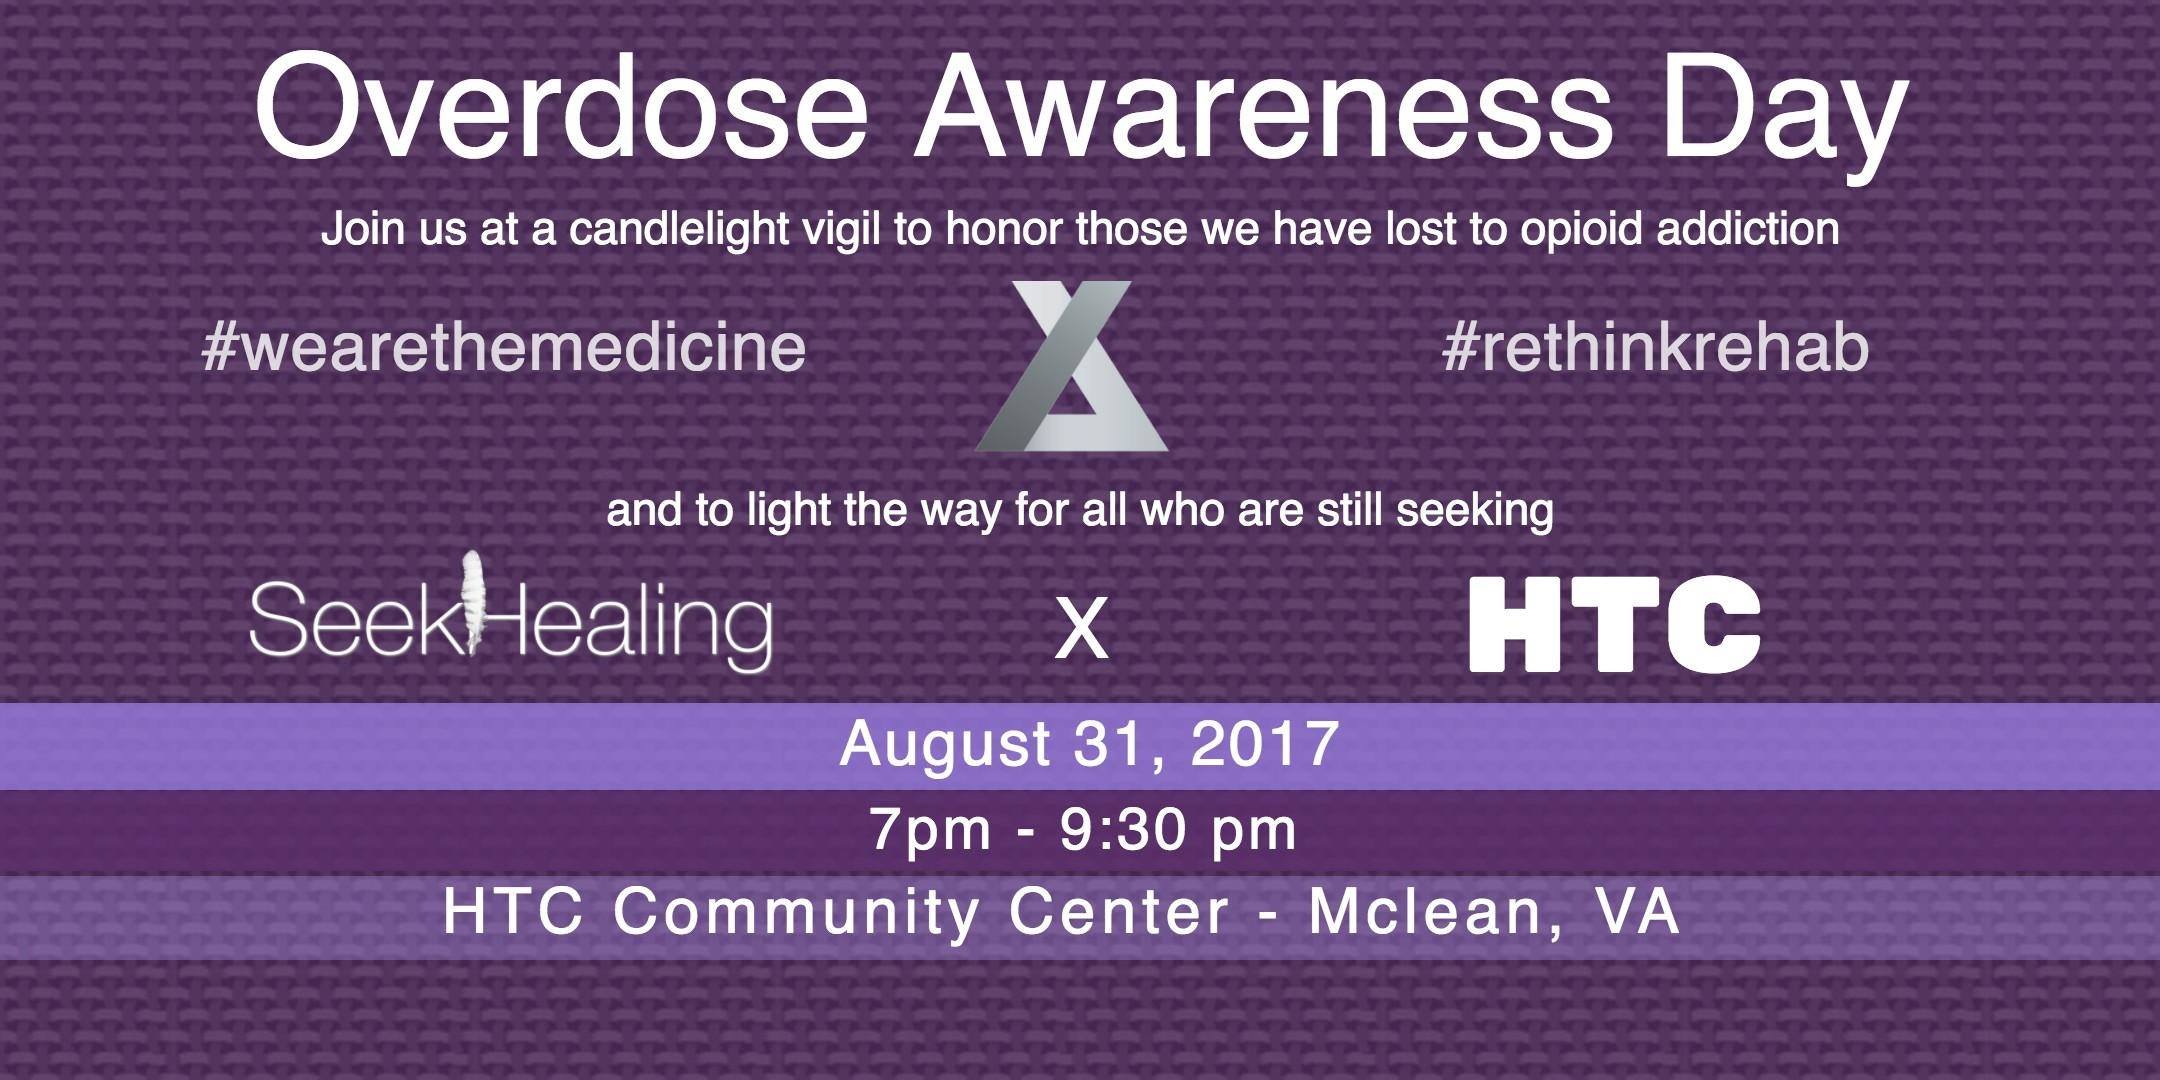 Overdose Awareness Day
Join us at a candlelight vigil to honor those we have lost to opioid addiction
#wearethemedicine #rethinkrehab
and to light the way for all who are still seeking
SeekHealing x HTC
August 31, 2017
7pm - 9:30 pm
HTC Community Center - Mclean, VA